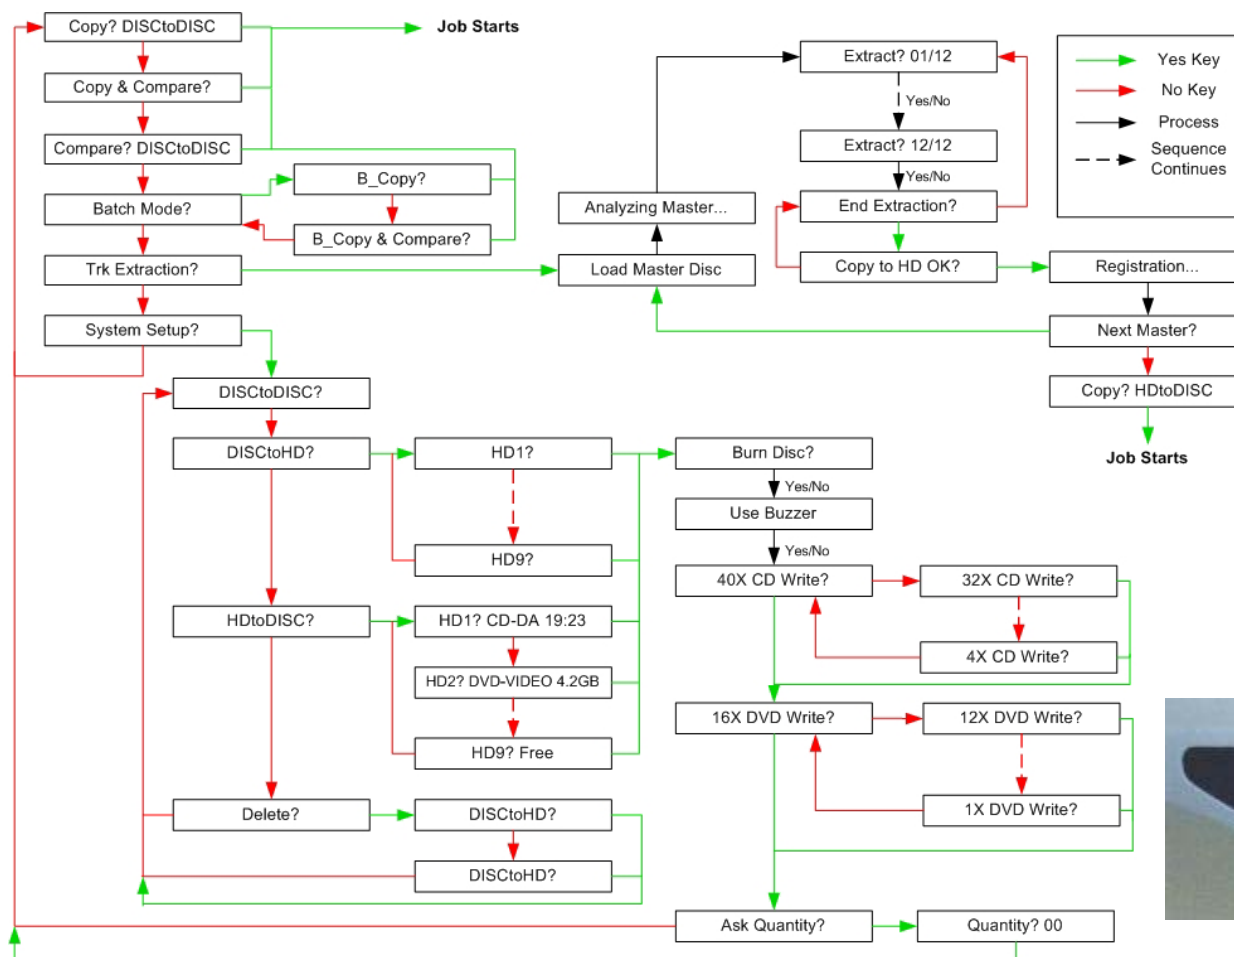 Copy? DISCtoDISC
Job Starts
Copy & Compare?
Compare? DISCtoDISC
B_Copy?
Batch Mode?
B_Copy & Compare?
Trk Extraction?
System Setup?
Extract? 01/12
Yes/No
Extract? 12/12
Yes/No
Analyzing Master...
End Extraction?
Load Master Disc
Copy to HD OK?
Registration...
Next Master?
Copy? HDtoDISC
Job Starts
Yes Key
No Key
Process
Sequence
Continues
DISCtoDISC?
DISCtoHD?
HD1?
HD9?
HDtoDISC?
HD1? CD-DA 19:23
HD2? DVD-VIDEO 4.2GB
HD9? Free
Delete?
DISCtoHD?
DISCtoHD?
Burn Disc?
Yes/No
Use Buzzer
Yes/No
40X CD Write?
32X CD Write?
4X CD Write?
16X DVD Write?
12X DVD Write?
1X DVD Write?
Ask Quantity?
Quantity? 00